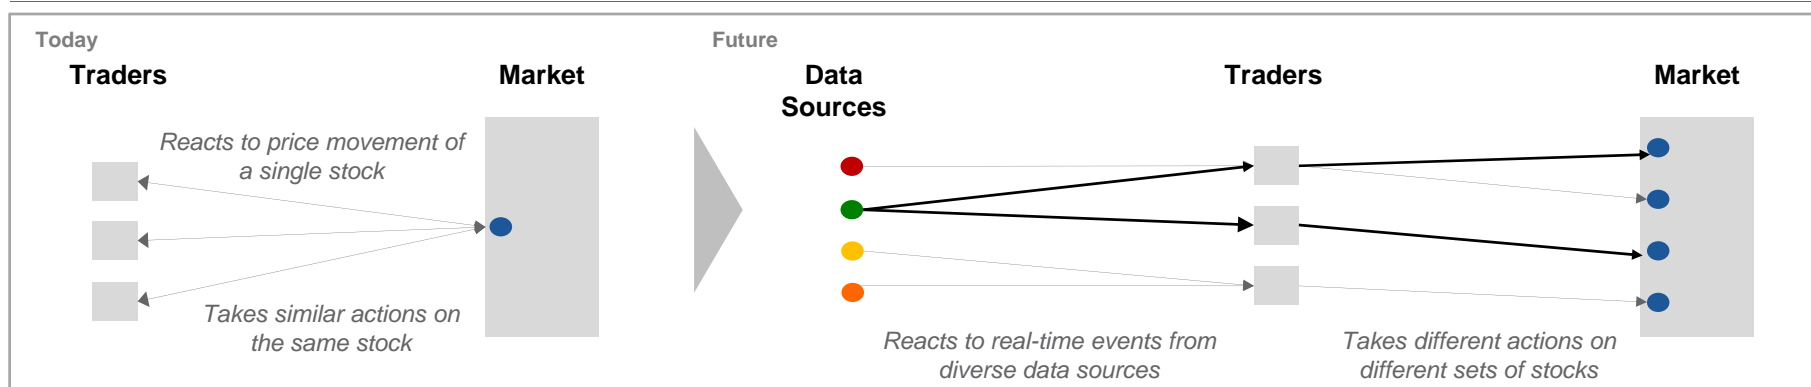 Today
Traders
Market
Reacts to price movement of
a single stock
Takes similar actions on
the same stock
Future
Data
Sources
Traders
Market
Reacts to real-time events from
diverse data sources
Takes different actions on
different sets of stocks